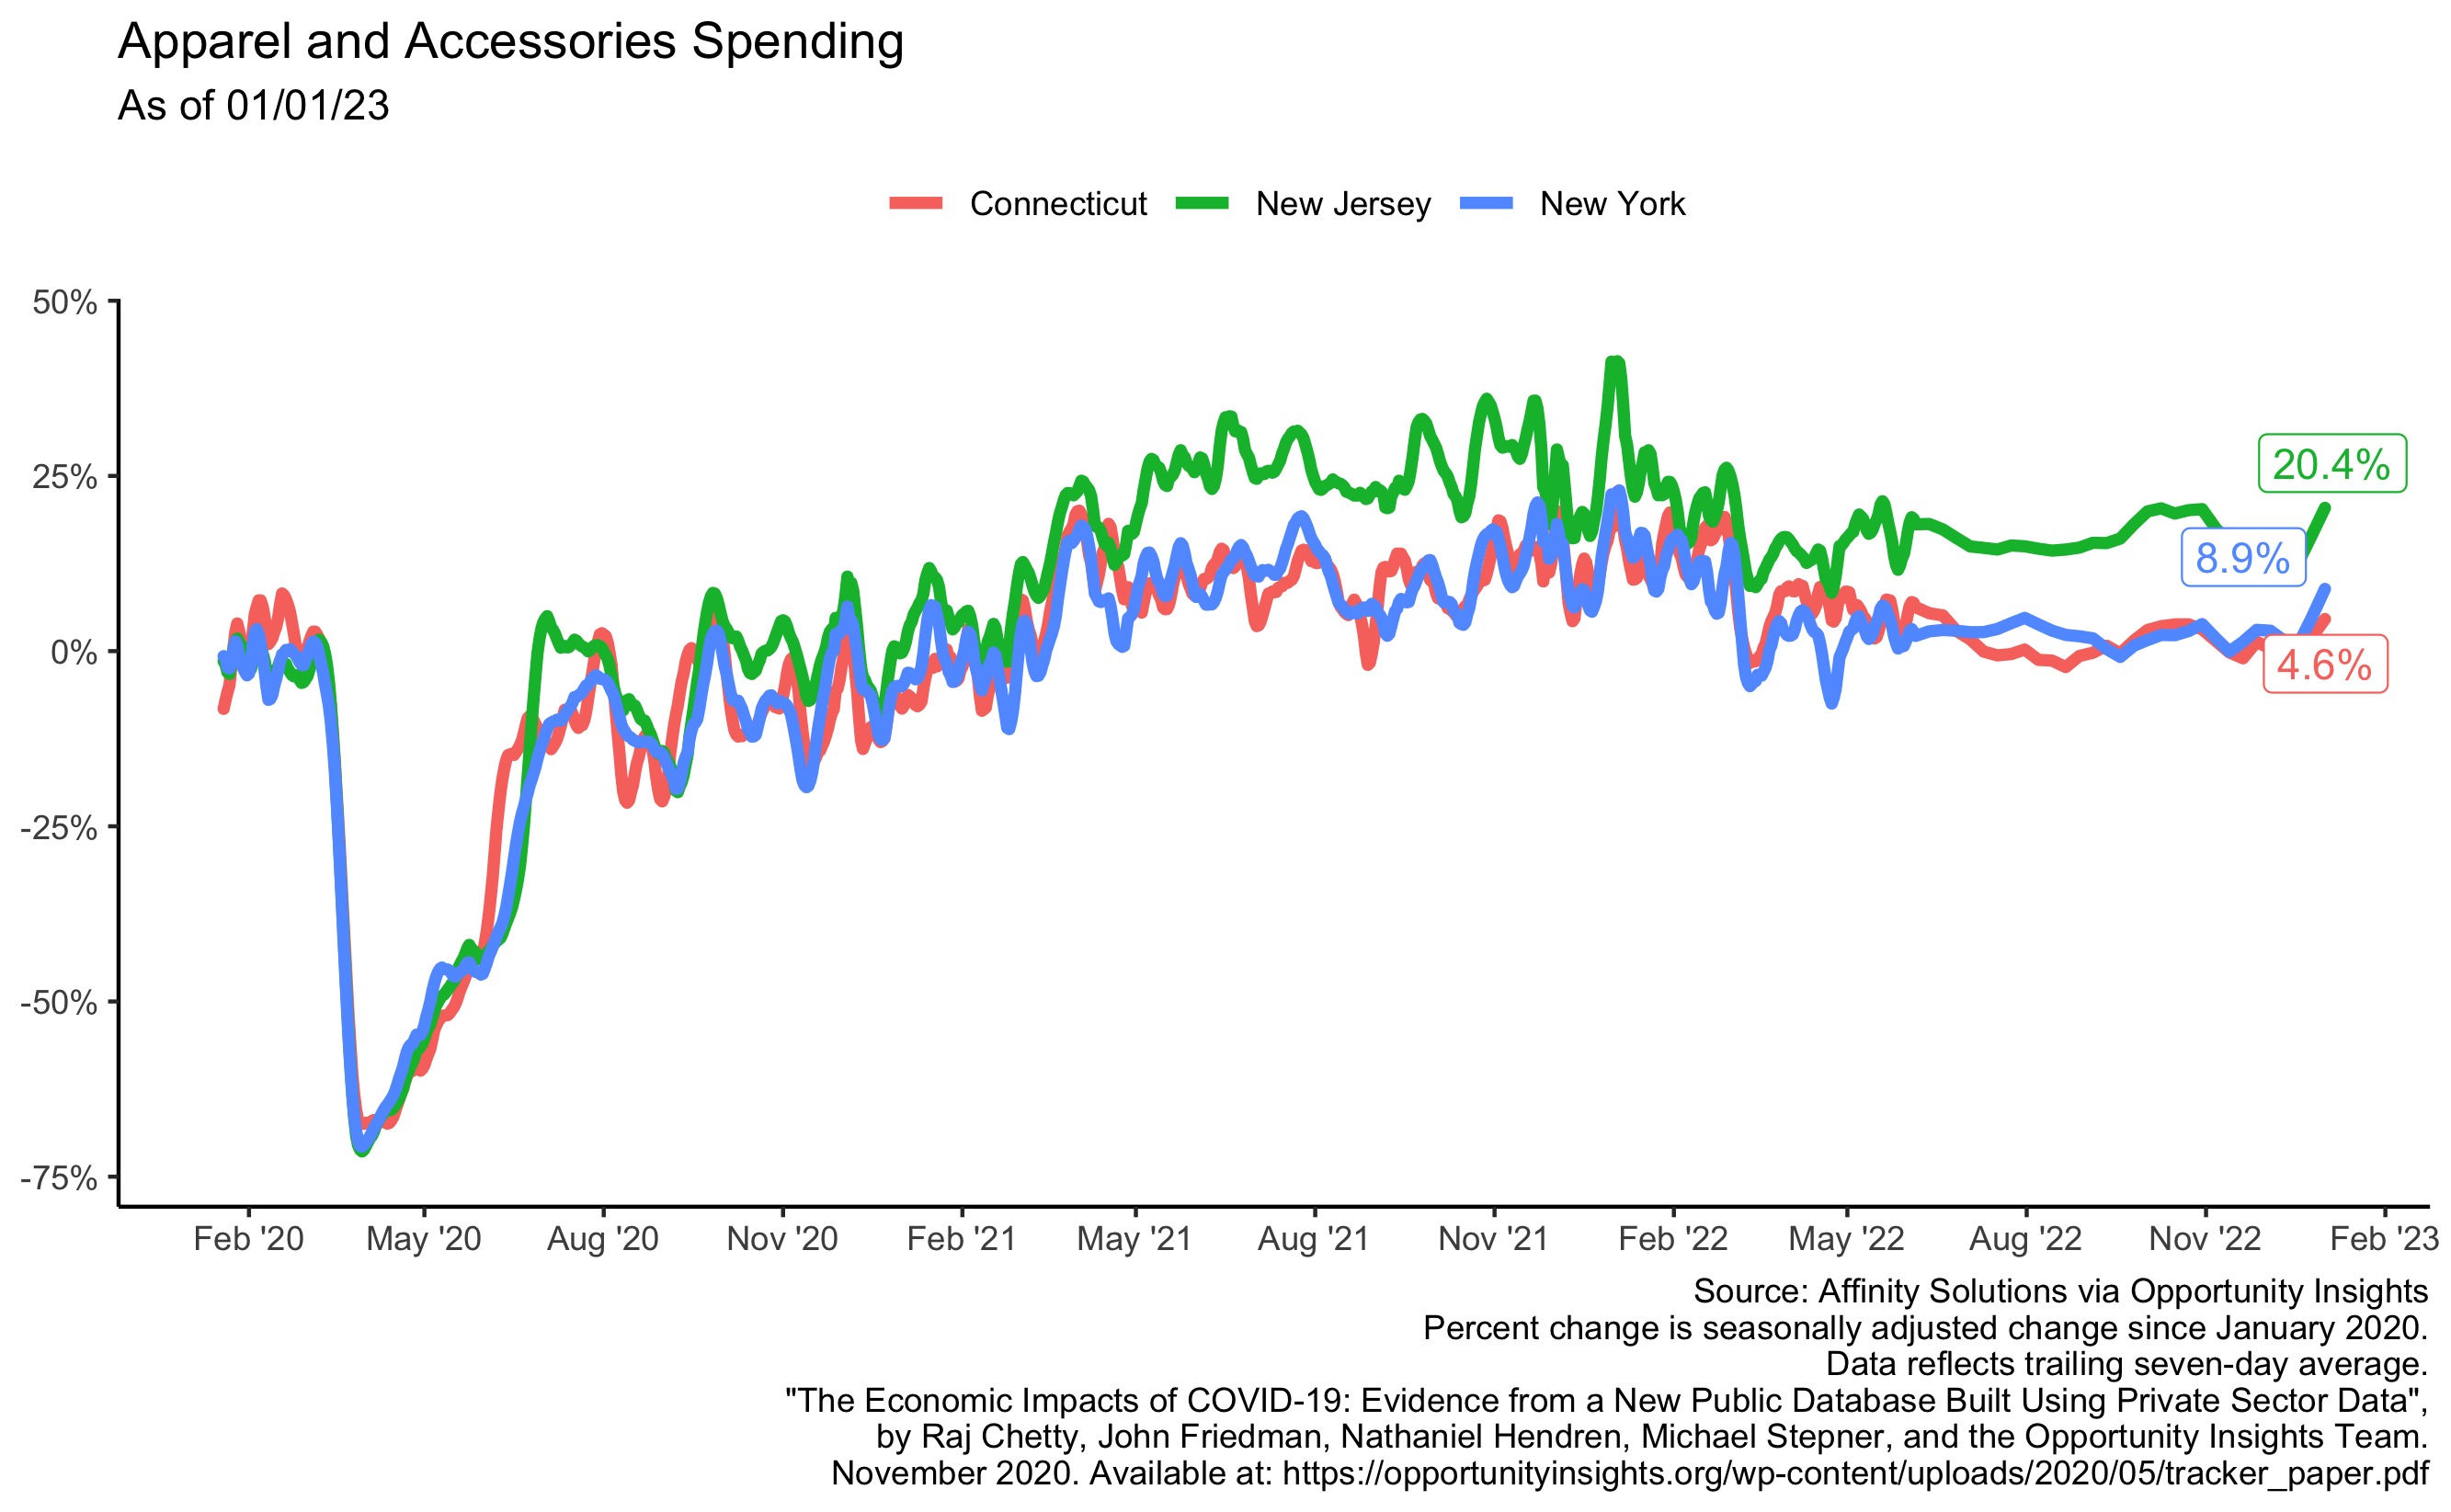 Apparel and Accessories Spending
As of 01/01/23
Connecticut New Jersey New York
50%
25%
0%
-25%
-50%
-75%
20.4%
8.9%
4.6%
Feb '20 May '20 Aug '20 Nov '20 Feb '21 May '21 Aug '21 Nov '21 Feb '22 May '22 Aug '22 Nov '22 Feb '23
Source: Affinity Solutions via Opportunity Insights
Percent change is seasonally adjusted change since January 2020.
Data reflects trailing seven-day average.
"The Economic Impacts of COVID-19: Evidence from a New Public Database Built Using Private Sector Data",
by Raj Chetty, John Friedman, Nathaniel Hendren, Michael Stepner, and the Opportunity Insights Team.
November 2020. Available at: https://opportunityinsights.org/wp-content/uploads/2020/05/tracker_paper.pdf